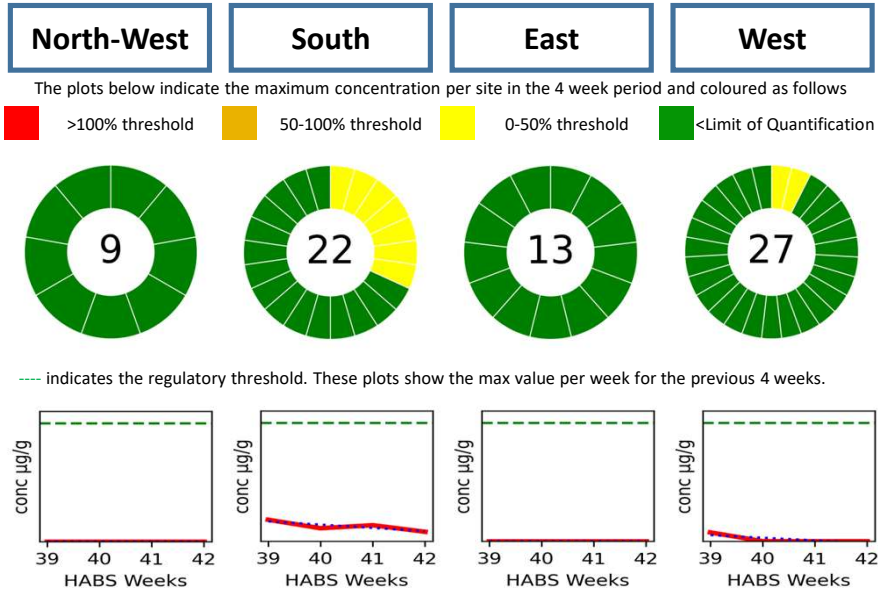 North-West South East West
The plots below indicate the maximum concentration per site in the 4 week period and coloured as follows
>100% threshold 50-100% threshold 0-50% threshold <Limit of Quantification
9 22 13 27
---- indicates the regulatory threshold. These plots show the max value per week for the previous 4 weeks.
conc µg/g conc µg/g conc µg/g conc µg/g
39 40 41 42 39 40 41 42 39 40 41 42 39 40 41 42
HABS Weeks HABS Weeks HABS Weeks HABS Weeks